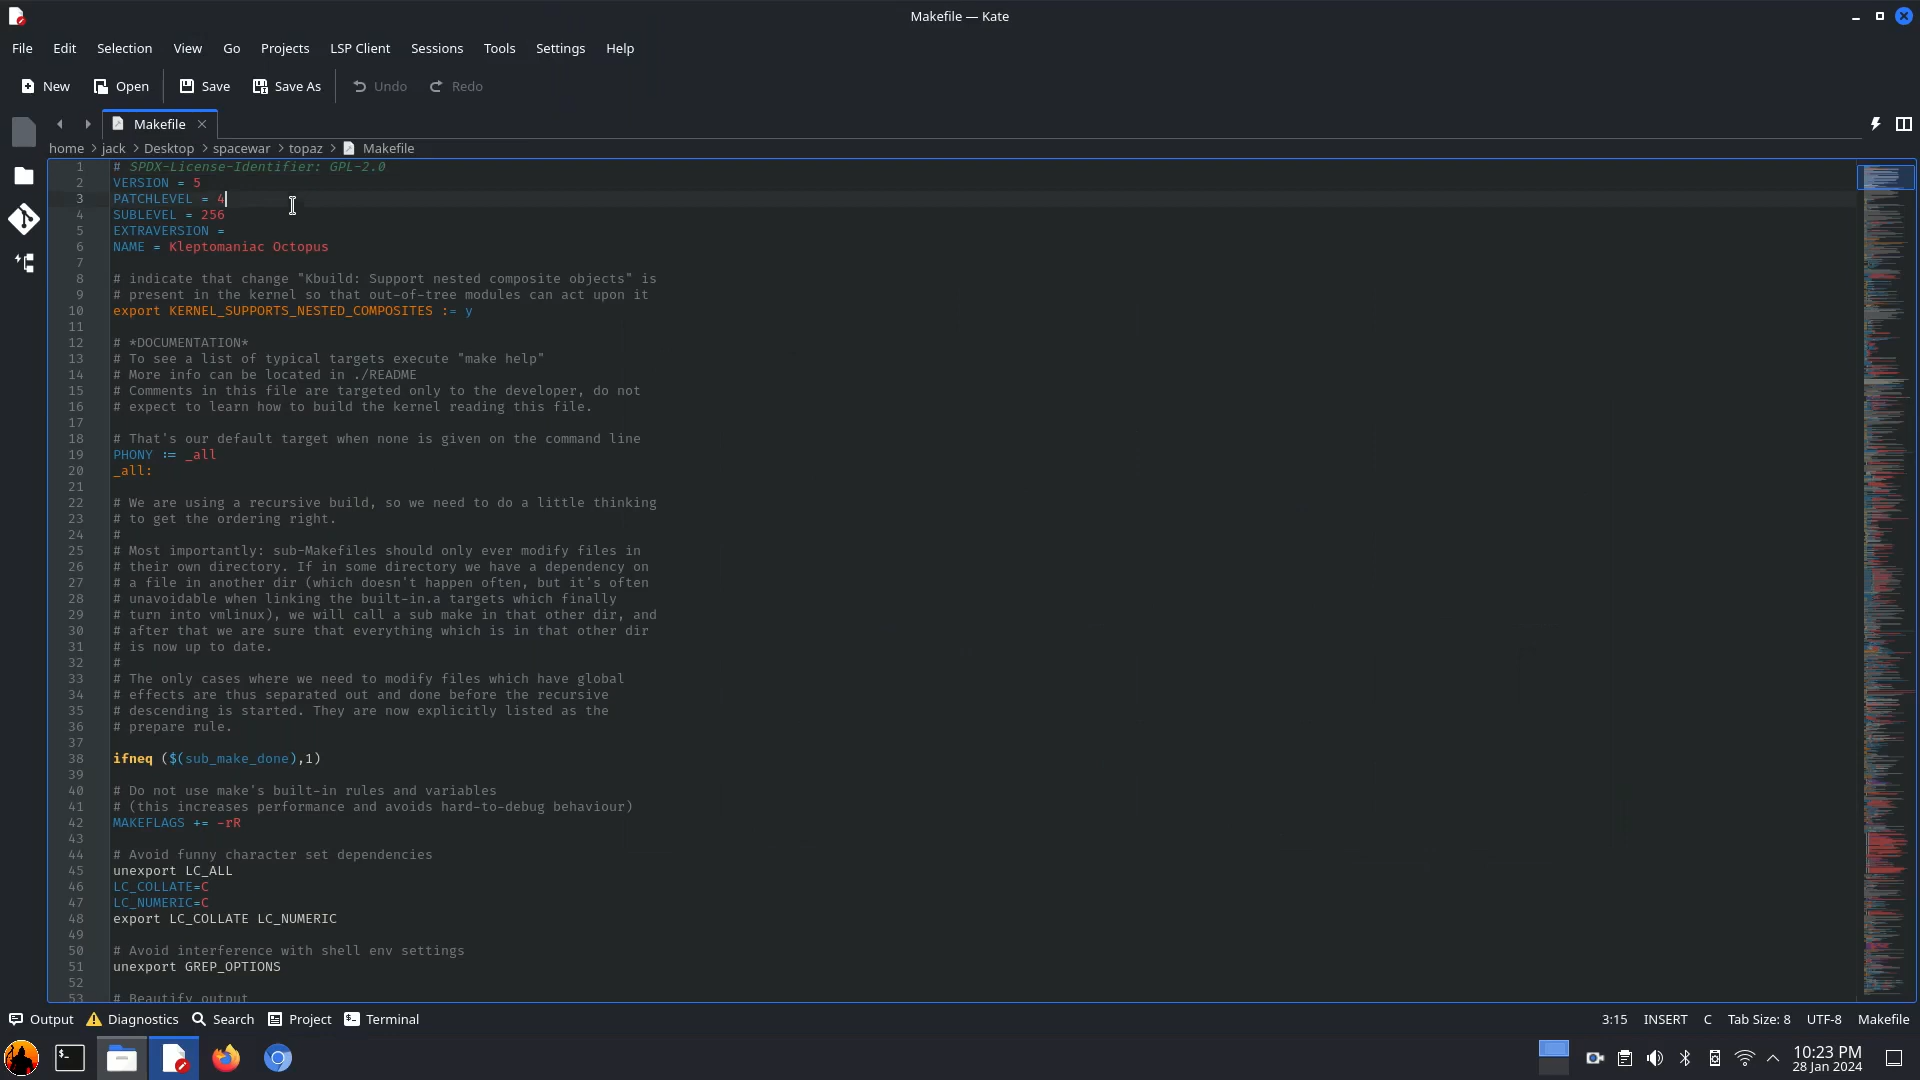 Makefile — Kate
File Edit Selection View Go Projects LSP Client Sessions Tools Settings Help
New Open Save Save As Undo Redo
Makefile
home jack Desktop spacewar topaz Makefile
1 # SPDX-License-Identifier: GPL-2.0
2 VERSION = 5
3 PATCHLEVEL = 4
4 SUBLEVEL = 256
5 EXTRAVERSION =
6 NAME = Kleptomaniac Octopus
7
8 # indicate that change "Kbuild: Support nested composite objects" is
9 # present in the kernel so that out-of-tree modules can act upon it
10 export KERNEL_SUPPORTS_NESTED_COMPOSITES := y
11
12 # *DOCUMENTATION*
13 # To see a list of typical targets execute "make help"
14 # More info can be located in ./README
15 # Comments in this file are targeted only to the developer, do not
16 # expect to learn how to build the kernel reading this file.
17
18 # That's our default target when none is given on the command line
19 PHONY := _all
20 _all:
21
22 # We are using a recursive build, so we need to do a little thinking
23 # to get the ordering right.
24 #
25 # Most importantly: sub-Makefiles should only ever modify files in
26 # their own directory. If in some directory we have a dependency on
27 # a file in another dir (which doesn't happen often, but it's often
28 # unavoidable when linking the built-in.a targets which finally
29 # turn into vmlinux), we will call a sub make in that other dir, and
30 # after that we are sure that everything which is in that other dir
31 # is now up to date.
32 #
33 # The only cases where we need to modify files which have global
34 # effects are thus separated out and done before the recursive
35 # descending is started. They are now explicitly listed as the
36 # prepare rule.
37
38 ifneq ($(sub_make_done),1)
39
40 # Do not use make's built-in rules and variables
41 # (this increases performance and avoids hard-to-debug behaviour)
42 MAKEFLAGS += -rR
43
44 # Avoid funny character set dependencies
45 unexport LC_ALL
46 LC_COLLATE=C
47 LC_NUMERIC=C
48 export LC_COLLATE LC_NUMERIC
49
50 # Avoid interference with shell env settings
51 unexport GREP_OPTIONS
52
53 # Beautify output
Output Diagnostics Search Project Terminal 3:15 INSERT C Tab Size: 8 UTF-8 Makefile
10:23 PM
28 Jan 2024